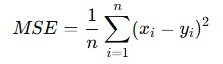 MSE = \frac{1}{n} \sum_{i=1}^{n} (x_i - y_i)^2